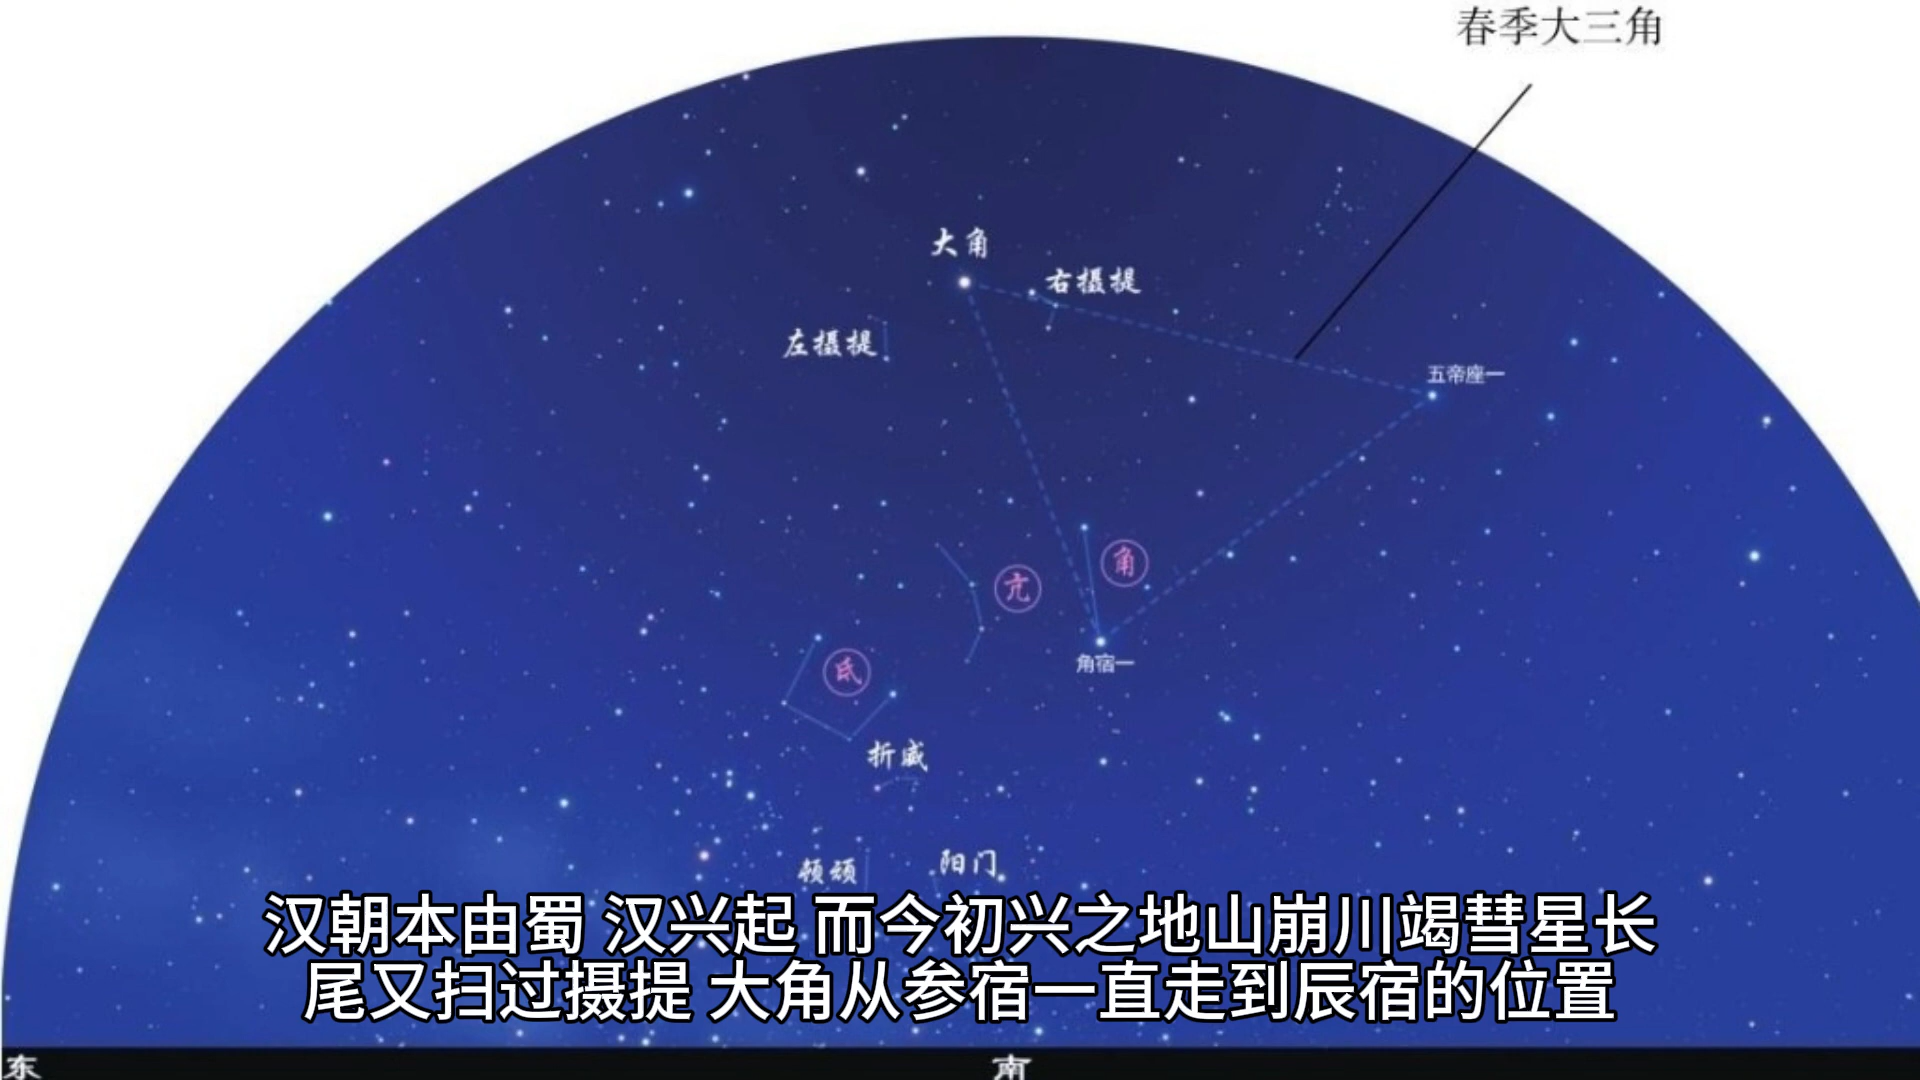 春季大三角
大角
右摄提
左摄提
五帝座一
角
亢
角宿一
氐
折威
顿顽
阳门
汉朝本由蜀 汉兴起 而今初兴之地山崩川竭彗星长
尾又扫过摄提 大角从参宿一直走到辰宿的位置
东
南